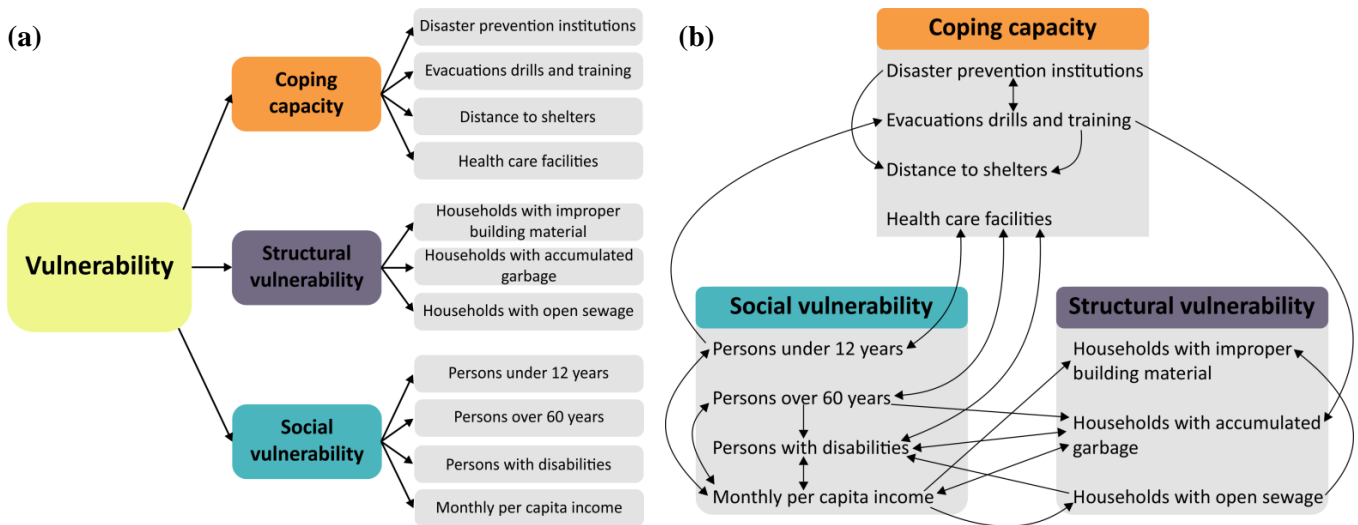 (a)
Vulnerability
Coping
capacity
Disaster prevention institutions
Evacuations drills and training
Distance to shelters
Health care facilities
Structural
vulnerability
Households with improper
building material
Households with accumulated
garbage
Households with open sewage
Social
vulnerability
Persons under 12 years
Persons over 60 years
Persons with disabilities
Monthly per capita income
(b)
Coping capacity
Disaster prevention institutions
Evacuations drills and training
Distance to shelters
Health care facilities
Social vulnerability
Persons under 12 years
Persons over 60 years
Persons with disabilities
Monthly per capita income
Structural vulnerability
Households with improper
building material
Households with accumulated
garbage
Households with open sewage